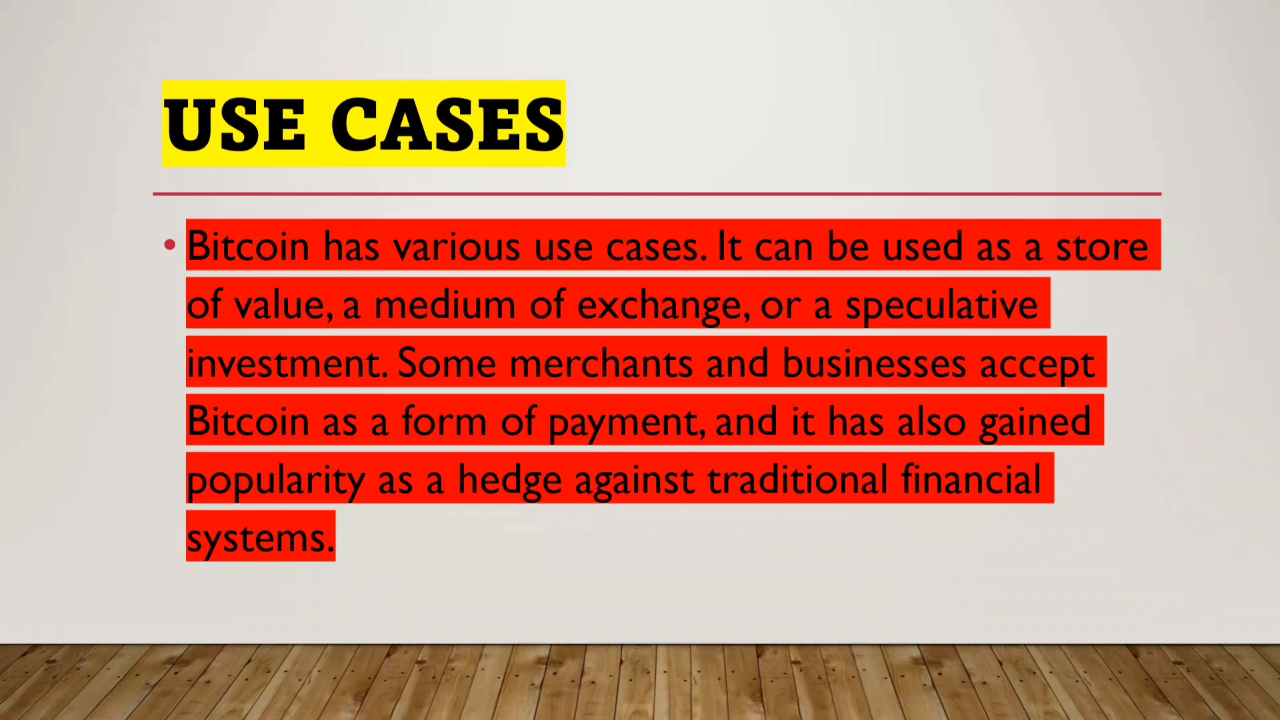 USE CASES
• Bitcoin has various use cases. It can be used as a store
of value, a medium of exchange, or a speculative
investment. Some merchants and businesses accept
Bitcoin as a form of payment, and it has also gained
popularity as a hedge against traditional financial
systems.